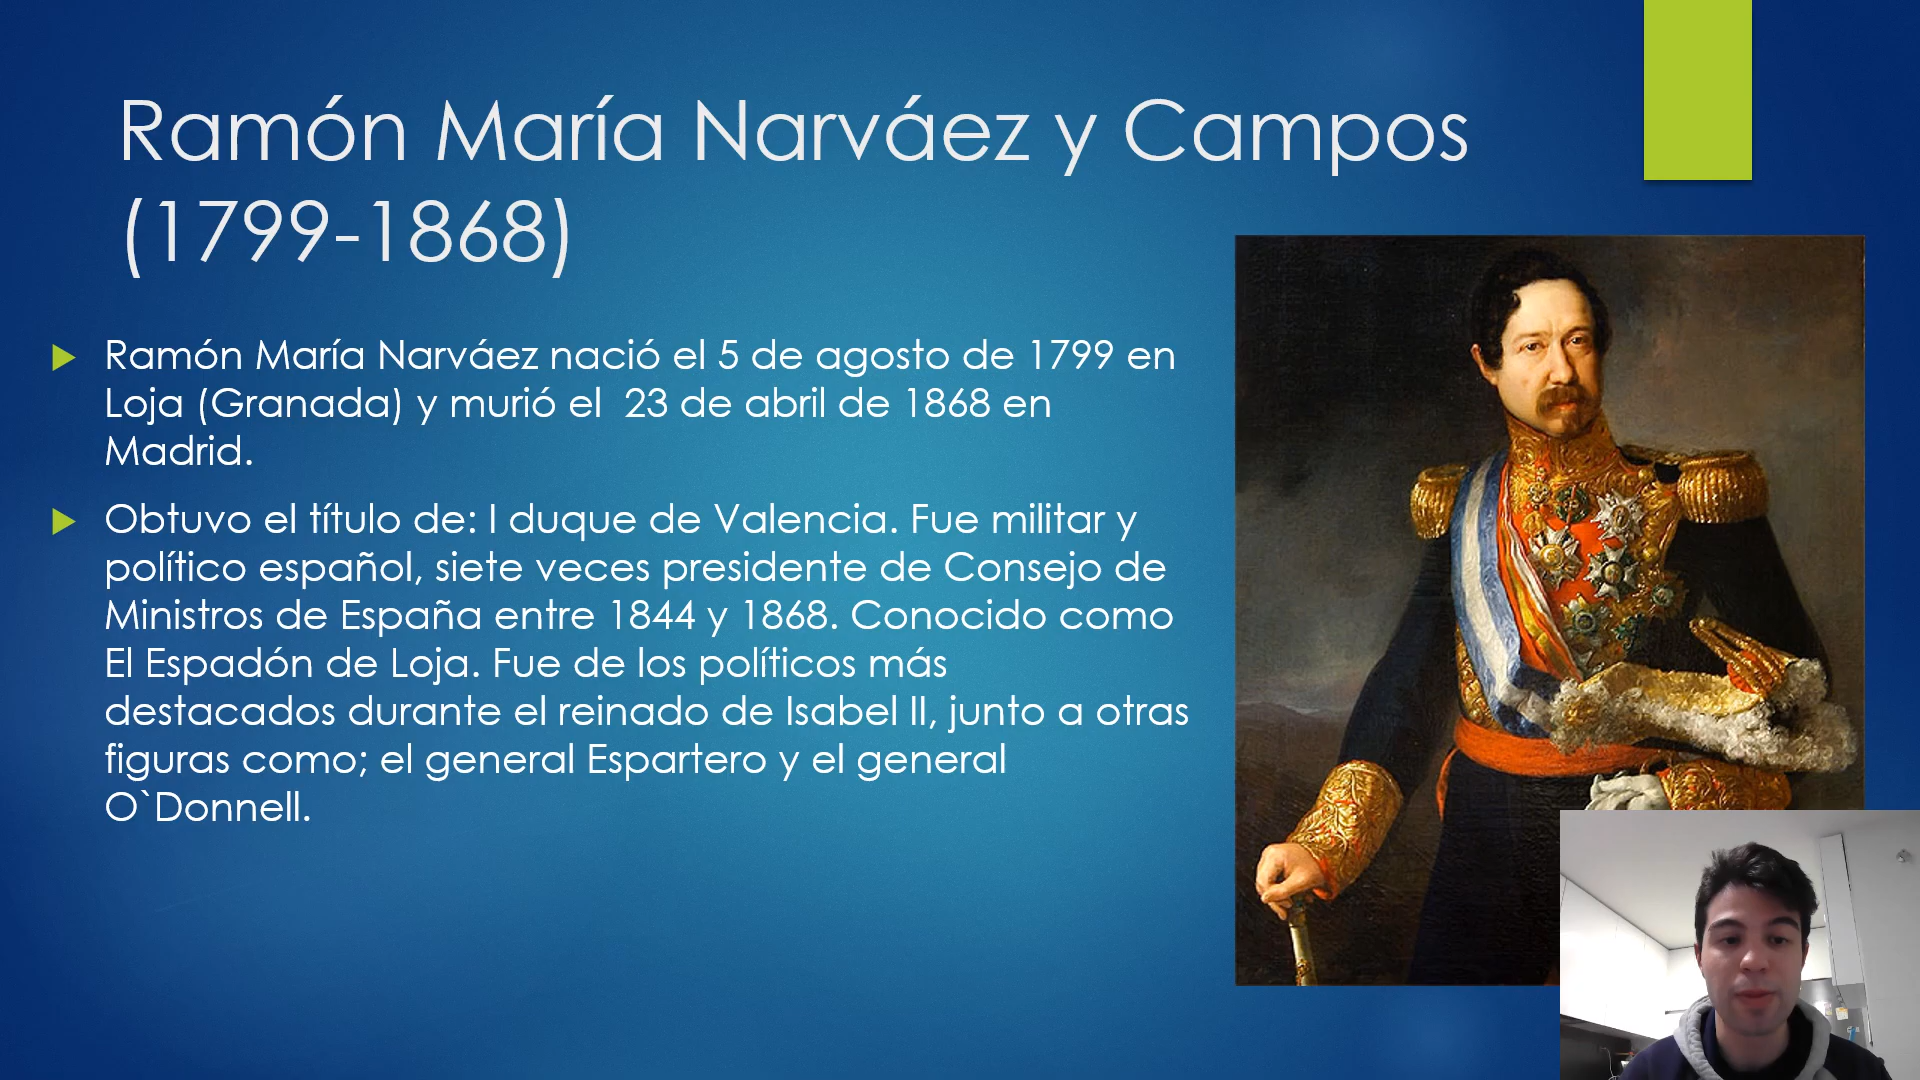 Ramón María Narváez y Campos
(1799-1868)
Ramón María Narváez nació el 5 de agosto de 1799 en
Loja (Granada) y murió el  23 de abril de 1868 en
Madrid.
Obtuvo el título de: I duque de Valencia. Fue militar y
político español, siete veces presidente de Consejo de
Ministros de España entre 1844 y 1868. Conocido como
El Espadón de Loja. Fue de los políticos más
destacados durante el reinado de Isabel II, junto a otras
figuras como; el general Espartero y el general
O`Donnell.